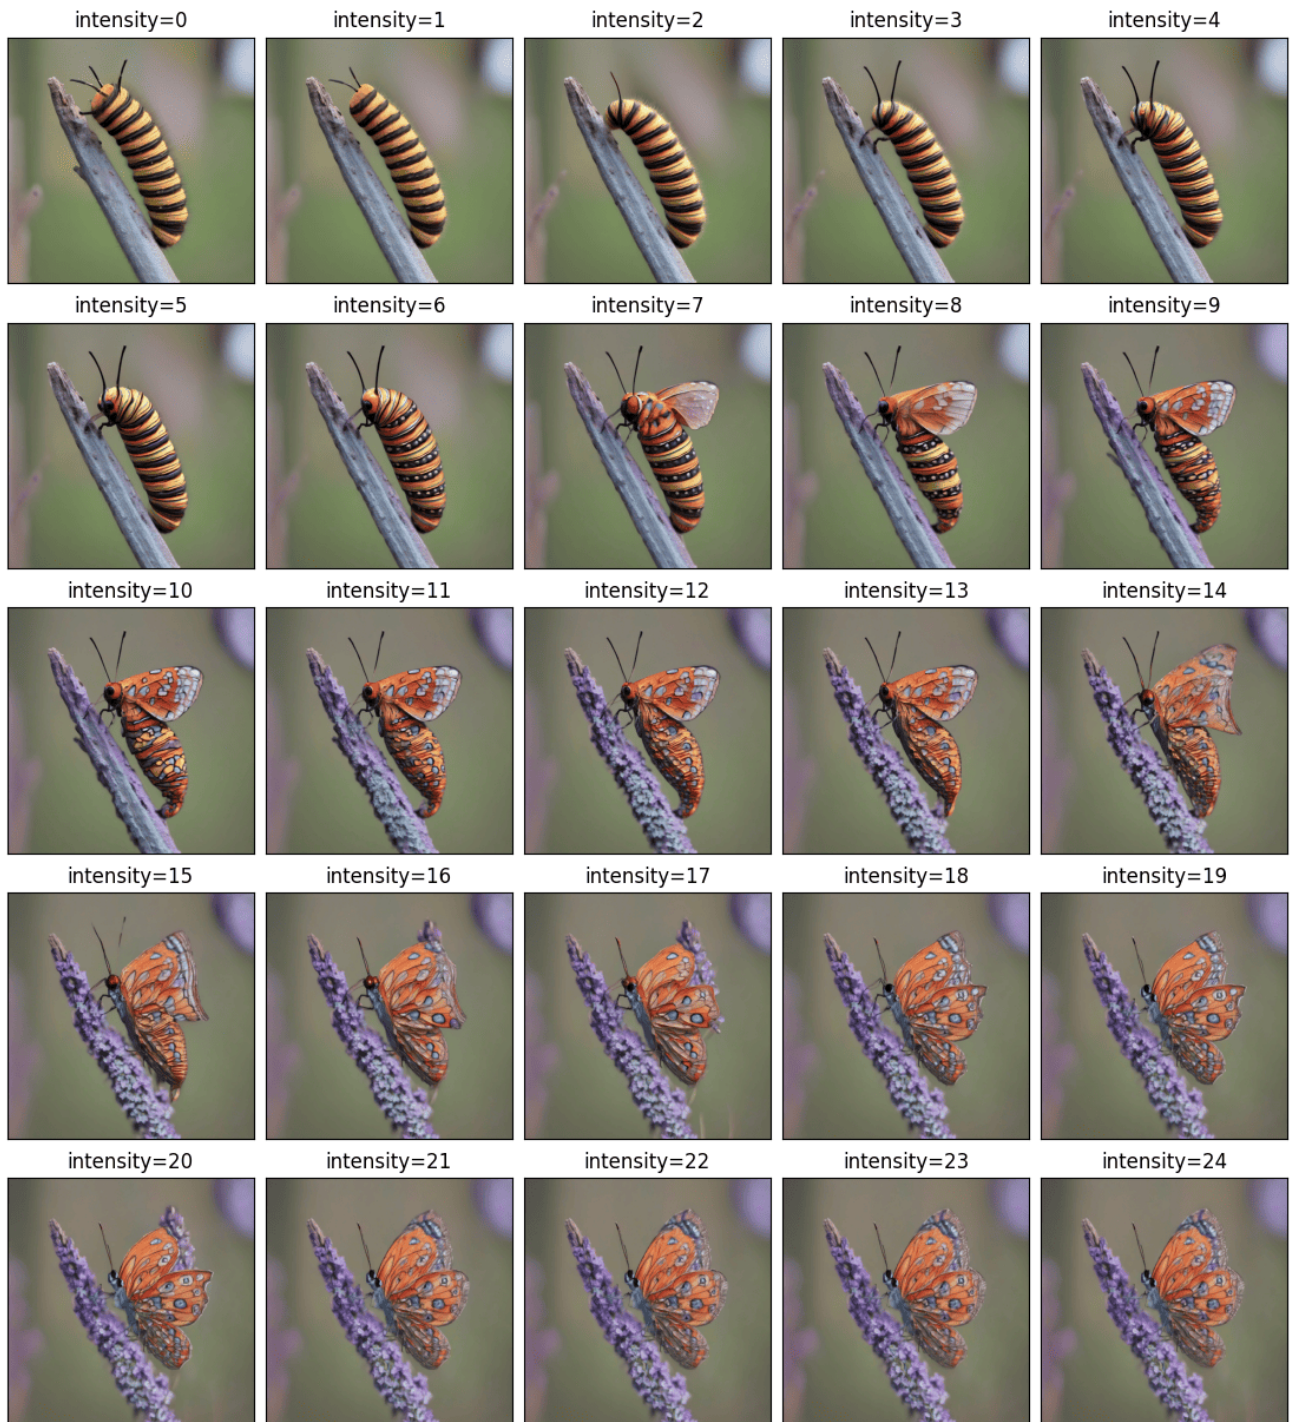 intensity=0 intensity=1 intensity=2 intensity=3 intensity=4
intensity=5 intensity=6 intensity=7 intensity=8 intensity=9
intensity=10 intensity=11 intensity=12 intensity=13 intensity=14
intensity=15 intensity=16 intensity=17 intensity=18 intensity=19
intensity=20 intensity=21 intensity=22 intensity=23 intensity=24